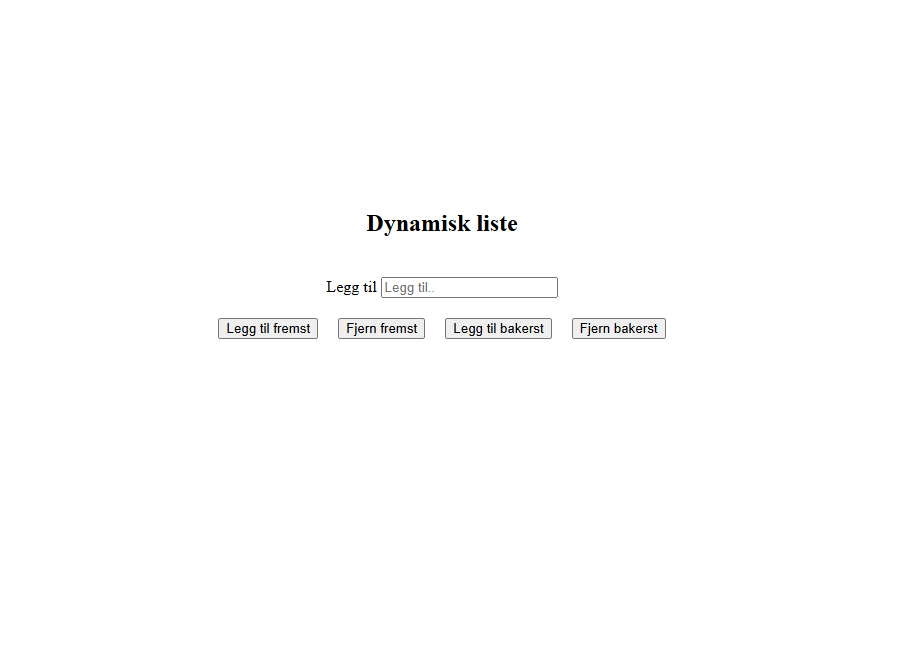 Dynamisk liste
Legg til Legg til..
Legg til fremst Fjern fremst Legg til bakerst Fjern bakerst